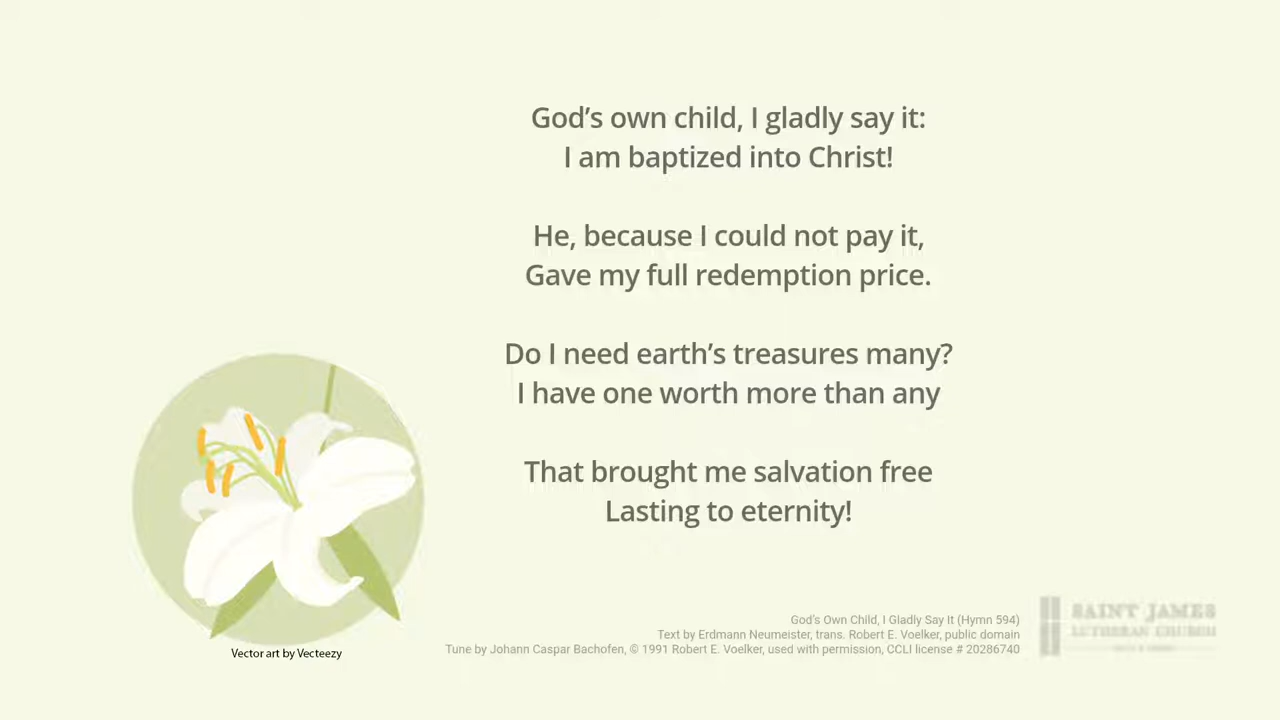 God’s own child, I gladly say it:
I am baptized into Christ!
He, because I could not pay it,
Gave my full redemption price.
Do I need earth’s treasures many?
I have one worth more than any
That brought me salvation free
Lasting to eternity!
God’s Own Child, I Gladly Say It (Hymn 594)
Text by Erdmann Neumeister, trans. Robert E. Voelker, public domain
Tune by Johann Caspar Bachofen, © 1991 Robert E. Voelker, used with permission, CCLI license # 20286740
SAINT JAMES
LUTHERAN CHURCH
Vector art by Vecteezy